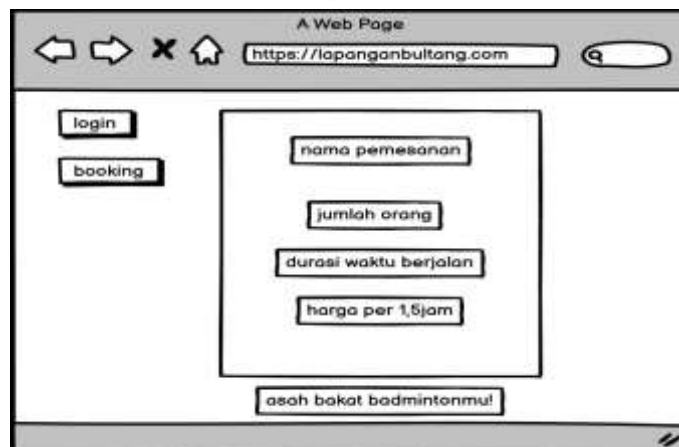 A Web Page
https://lapanganbultang.com
login
booking
nama pemesanan
jumlah orang
durasi waktu berjalan
harga per 1,5jam
asah bakat badmintonmu!